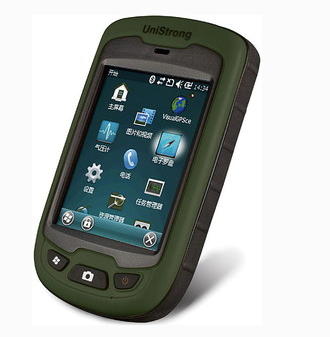 UniStrong
开始
14:34
主屏幕
VisualGPSce
气压计
图片和视频
电子罗盘
设置
电话
任务管理器
资源管理器